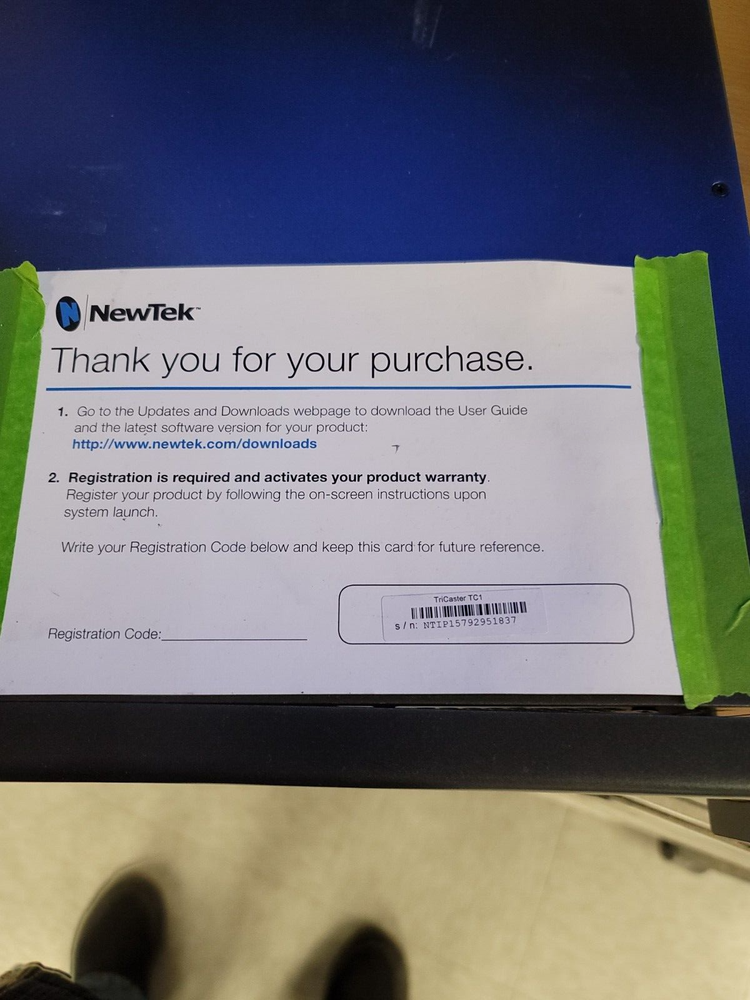 NewTek™
Thank you for your purchase.
1. Go to the Updates and Downloads webpage to download the User Guide
and the latest software version for your product:
http://www.newtek.com/downloads
2. Registration is required and activates your product warranty.
Register your product by following the on-screen instructions upon
system launch.
Write your Registration Code below and keep this card for future reference.
TriCaster TC1
s/n: NTIP15792951837
Registration Code: